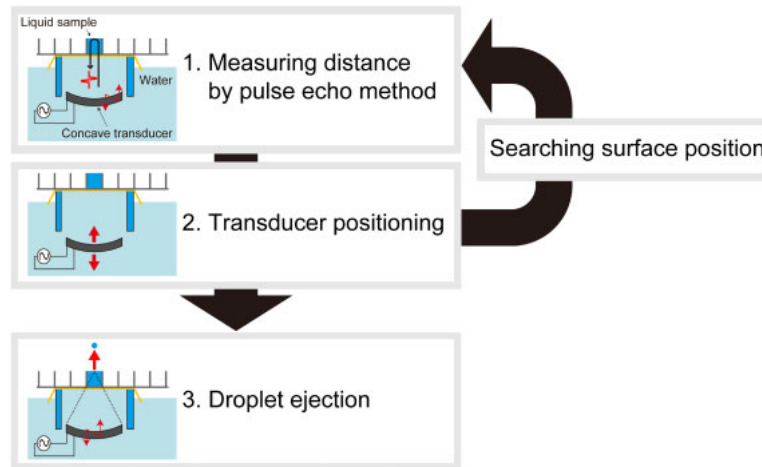 Liquid sample
Water
Concave transducer
1. Measuring distance
by pulse echo method
Searching surface position
2. Transducer positioning
3. Droplet ejection